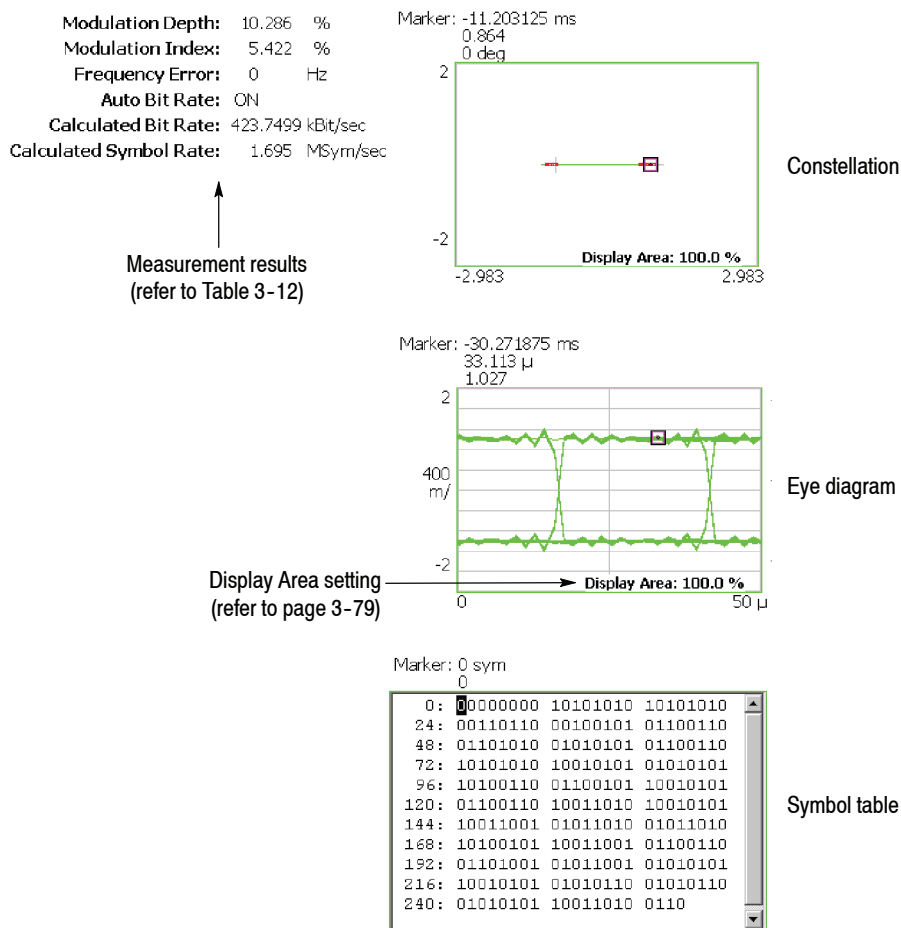 Modulation Depth: 10.286 %
Modulation Index: 5.422 %
Frequency Error: 0 Hz
Auto Bit Rate: ON
Calculated Bit Rate: 423.7499 kBit/sec
Calculated Symbol Rate: 1.695 MSym/sec
Measurement results
(refer to Table 3-12)
Marker: -11.203125 ms
0.864
0 deg
2
-2
Display Area: 100.0 %
-2.983 2.983
Constellation
Marker: -30.271875 ms
33.113 µ
1.027
2
400
m/
-2
Display Area: 100.0 %
0 50 µ
Eye diagram
Display Area setting
(refer to page 3-79)
Marker: 0 sym
0
0: 00000000 10101010 10101010
24: 00110110 00100101 01100110
48: 01101010 01010101 01100110
72: 10101010 10010101 01010101
96: 10100110 01100101 10010101
120: 01100110 10011010 10010101
144: 10011001 01011010 01011010
168: 10100101 10011001 01100110
192: 01101001 01011001 01010101
216: 10010101 01010110 01010110
240: 01010101 10011010 0110
Symbol table